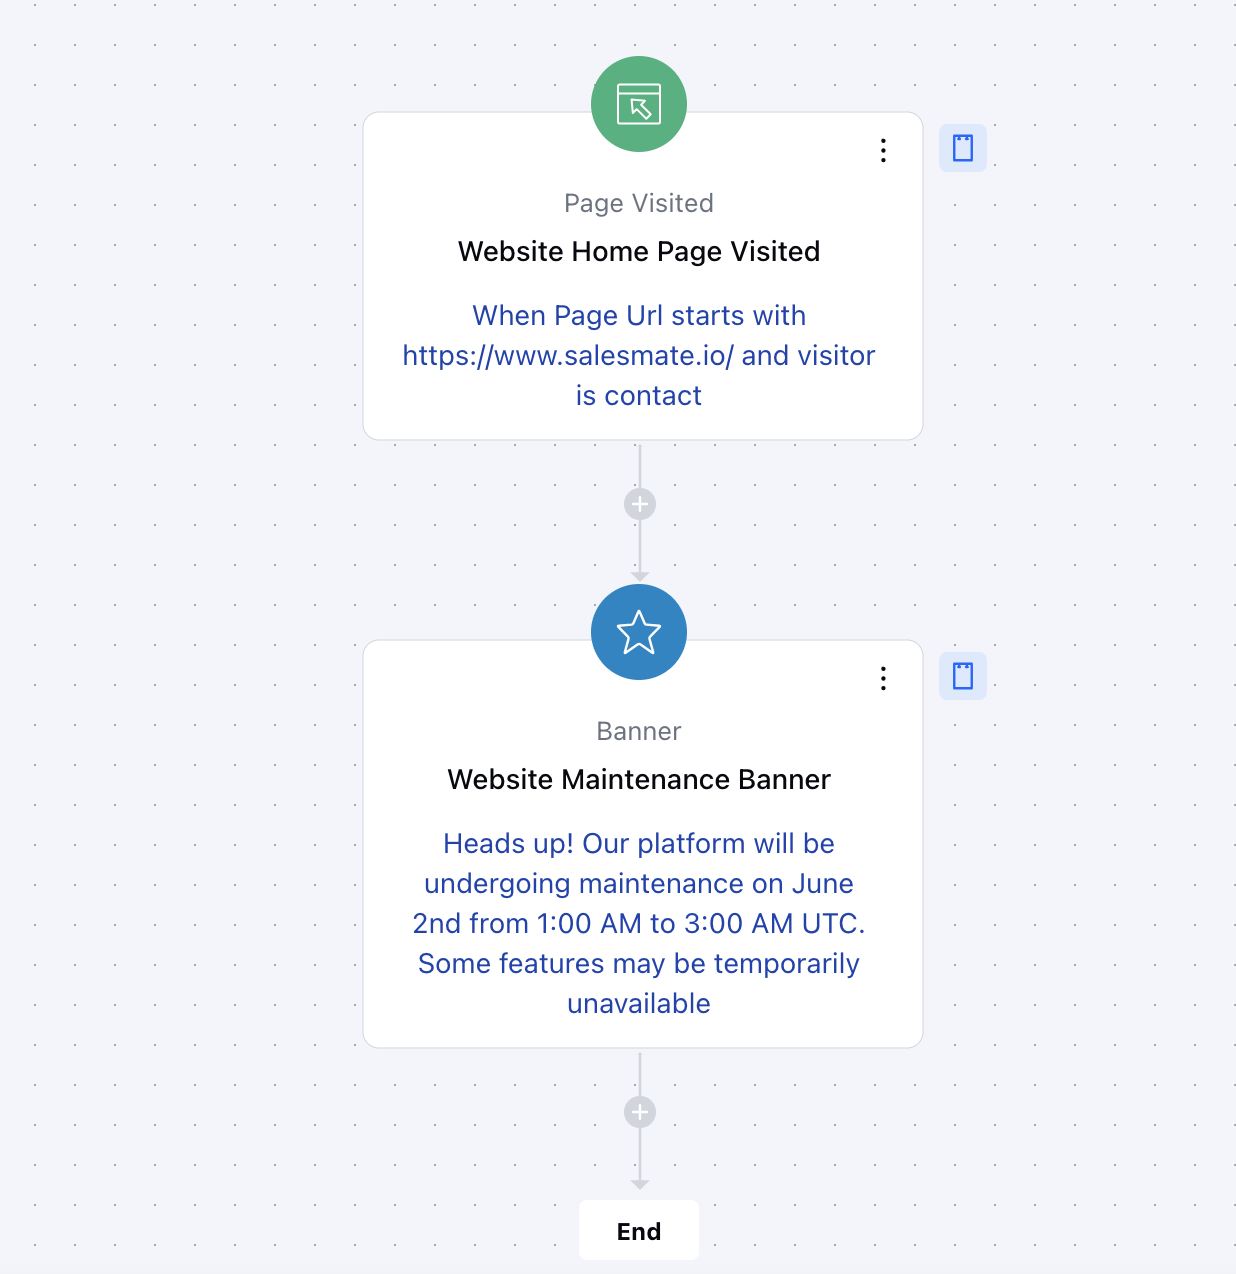 Page Visited
Website Home Page Visited
When Page Url starts with
https://www.salesmate.io/ and visitor
is contact
Banner
Website Maintenance Banner
Heads up! Our platform will be
undergoing maintenance on June
2nd from 1:00 AM to 3:00 AM UTC.
Some features may be temporarily
unavailable
End